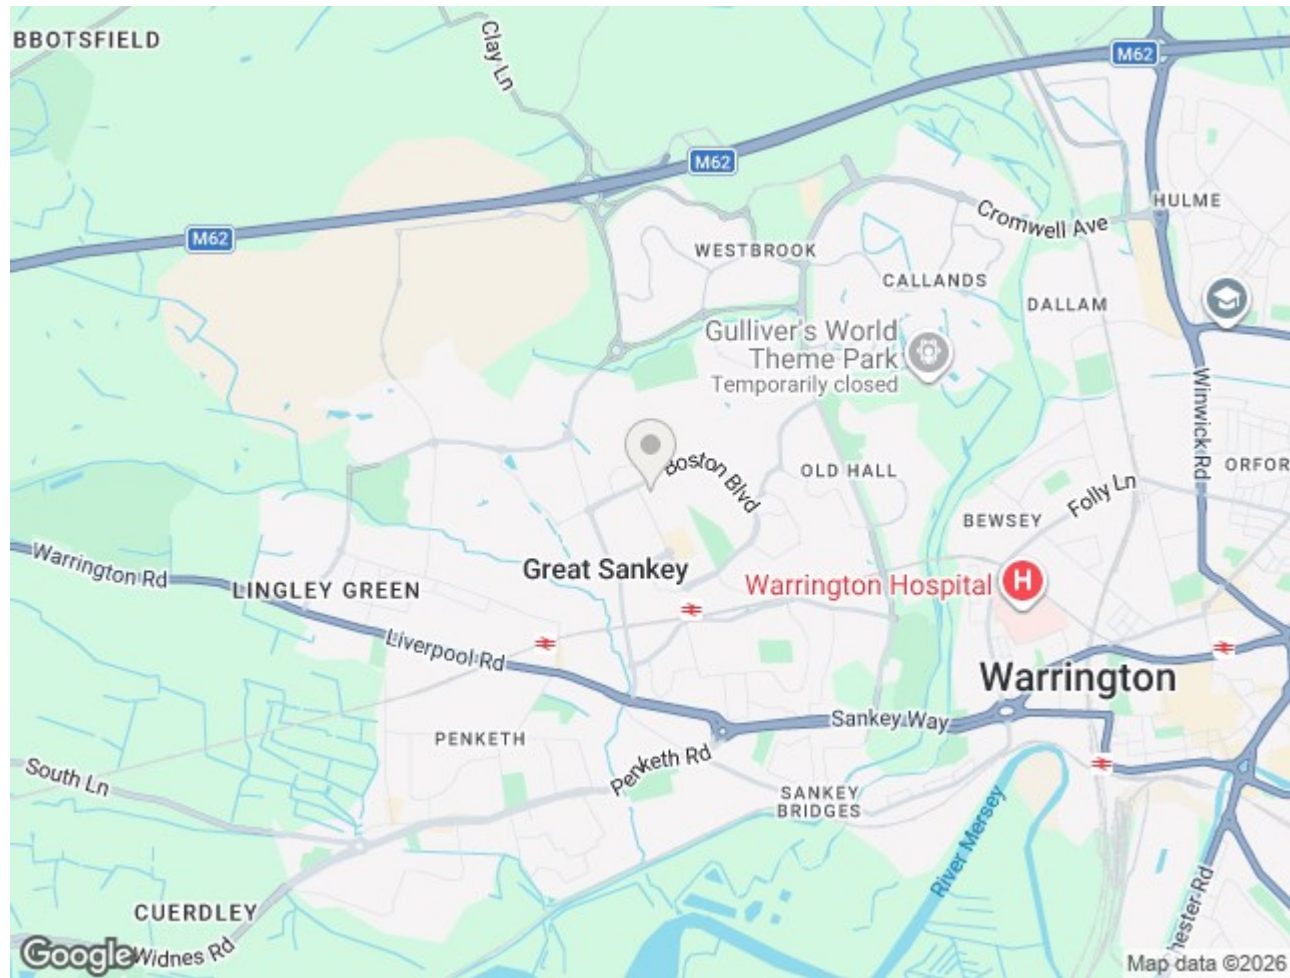 BBOTSFIELD
Clay Ln
M62
M62
M62
HULME
Cromwell Ave
WESTBROOK
CALLANDS
DALLAM
Gulliver's World
Theme Park
Temporarily closed
Winwick Rd
Boston Blvd
OLD HALL
ORFOR
Folly Ln
BEWSEY
Warrington Rd
Great Sankey
Warrington Hospital
H
LINGLEY GREEN
Liverpool Rd
Warrington
Sankey Way
PENKETH
Penketh Rd
South Ln
SANKEY
BRIDGES
River Mersey
CUERDLEY
hester Rd
Widnes Rd
Google
Map data ©2026